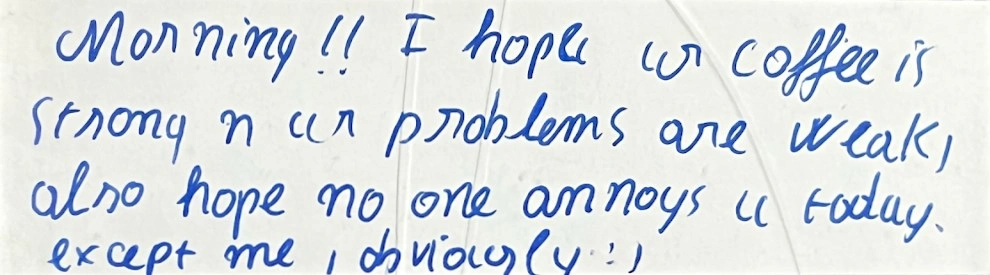 Morning!! I hope ur coffee is
strong n ur problems are weak,
also hope no one annoys u today.
except me, obviously :)